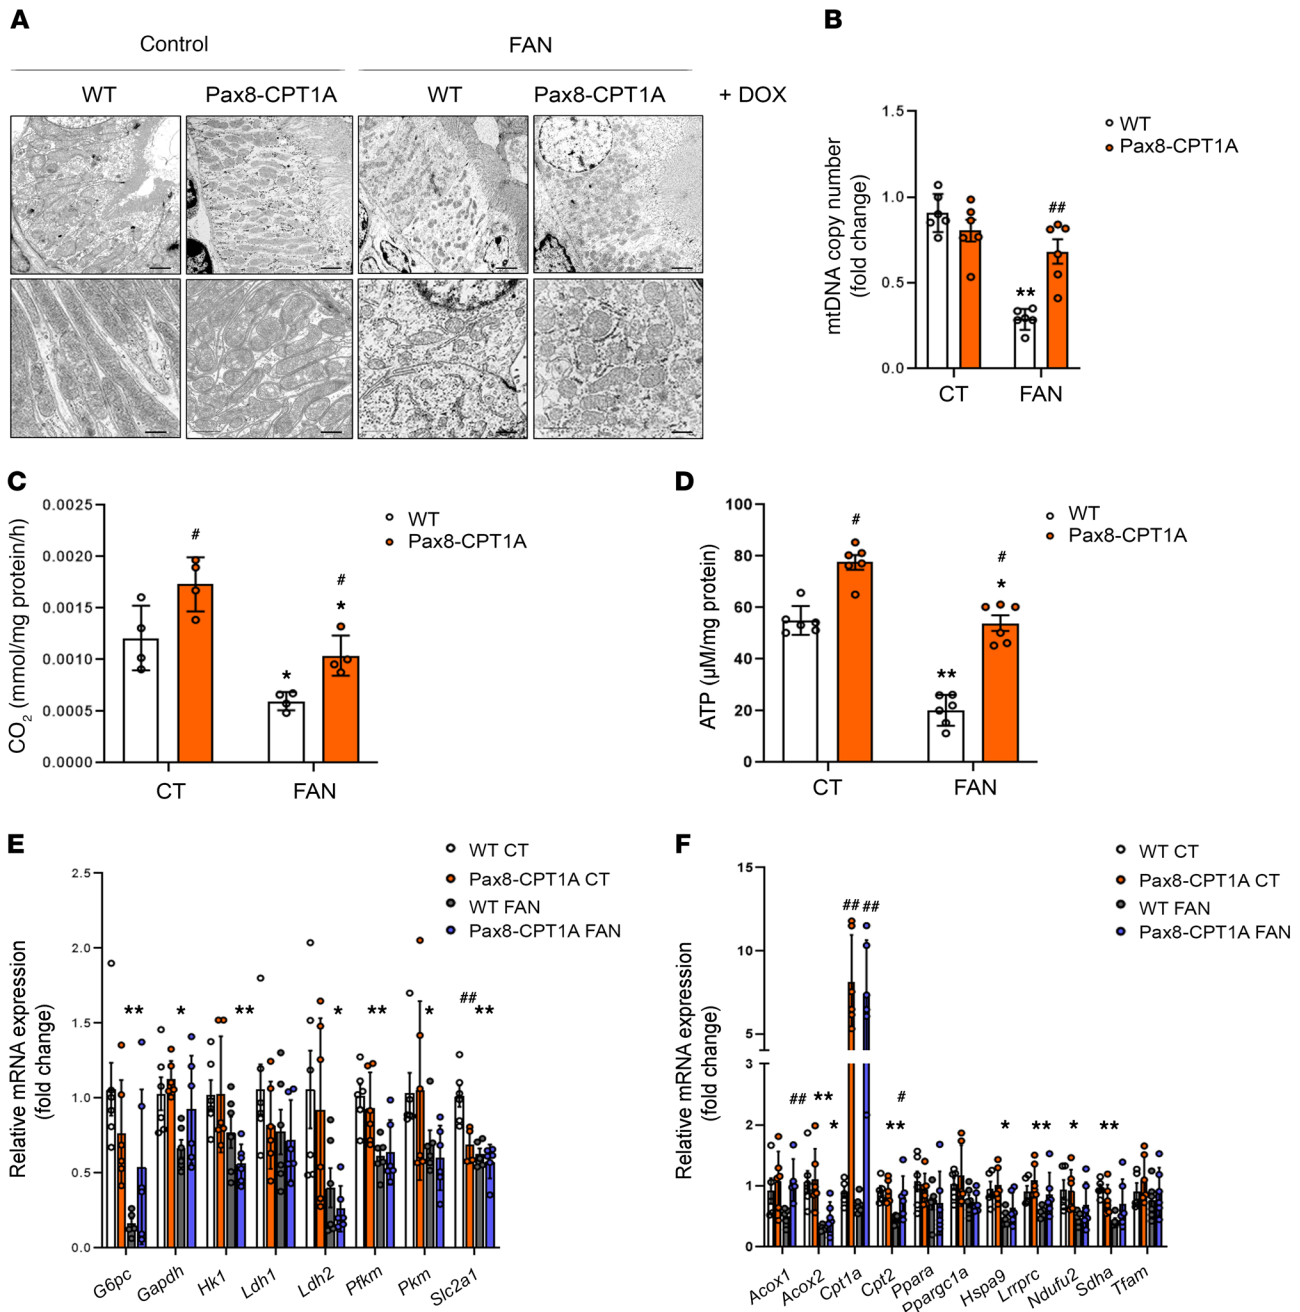 A
Control
FAN
WT
Pax8-CPT1A
WT
Pax8-CPT1A
+ DOX
B
mtDNA copy number
(fold change)
1.5
1.0
0.5
0.0
**
##
CT
FAN
WT
Pax8-CPT1A
C
CO2 (mmol/mg protein/h)
0.0025
0.0020
0.0015
0.0010
0.0005
0.0000
#
*
#
*
CT
FAN
WT
Pax8-CPT1A
D
ATP (µM/mg protein)
100
80
60
40
20
0
#
**
#
*
CT
FAN
WT
Pax8-CPT1A
E
WT CT
Pax8-CPT1A CT
WT FAN
Pax8-CPT1A FAN
Relative mRNA expression
(fold change)
2.5
2.0
1.5
1.0
0.5
0.0
** * ** * ** * ## **
G6pc
Gapdh
Hk1
Ldh1
Ldh2
Pfkm
Pkm
Slc2a1
F
WT CT
Pax8-CPT1A CT
WT FAN
Pax8-CPT1A FAN
Relative mRNA expression
(fold change)
15
10
5
3
2
1
0
## ** * ## ## ** # * ** * **
Acox1
Acox2
Cpt1a
Cpt2
Ppara
Ppargc1a
Hspa9
Lrrprc
Ndufu2
Sdha
Tfam